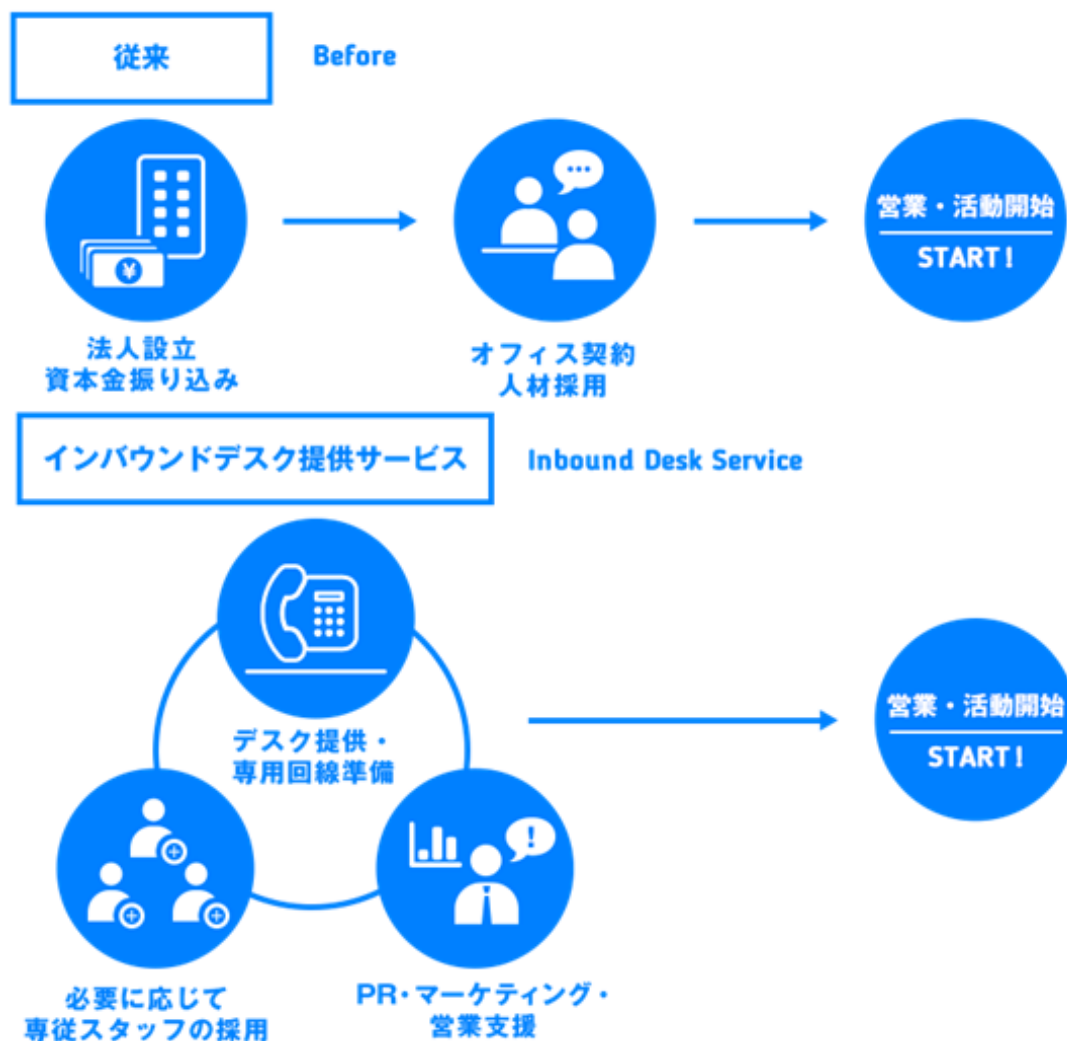 従来
Before
¥
営業・活動開始
START!
法人設立
資本金振り込み
オフィス契約
人材採用
インバウンドデスク提供サービス
Inbound Desk Service
デスク提供・
専用回線準備
営業・活動開始
START!
必要に応じて
専従スタッフの採用
PR・マーケティング・
営業支援